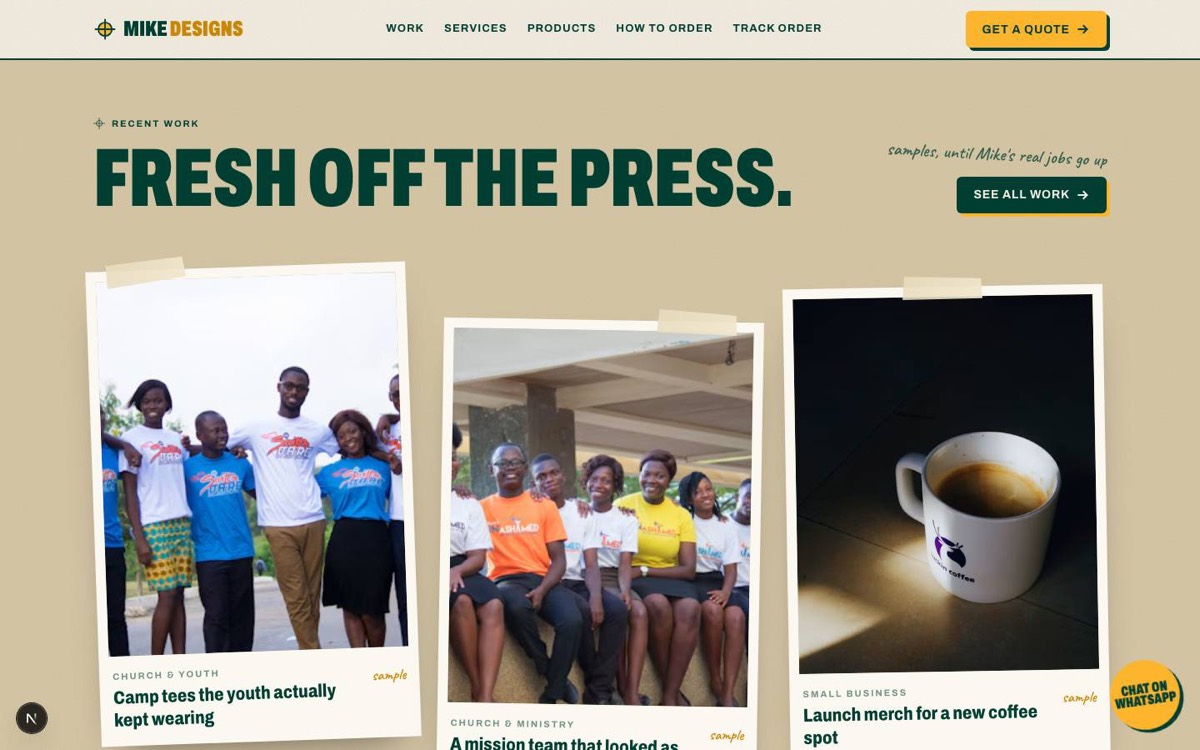 MIKE DESIGNS
WORK SERVICES PRODUCTS HOW TO ORDER TRACK ORDER
GET A QUOTE →
RECENT WORK
FRESH OFF THE PRESS.
samples, until Mike's real jobs go up
SEE ALL WORK →
CHURCH & YOUTH
sample
Camp tees the youth actually
kept wearing
CHURCH & MINISTRY
sample
A mission team that looked as
coffee
SMALL BUSINESS
sample
Launch merch for a new coffee
spot
N
CHAT ON
WHATSAPP